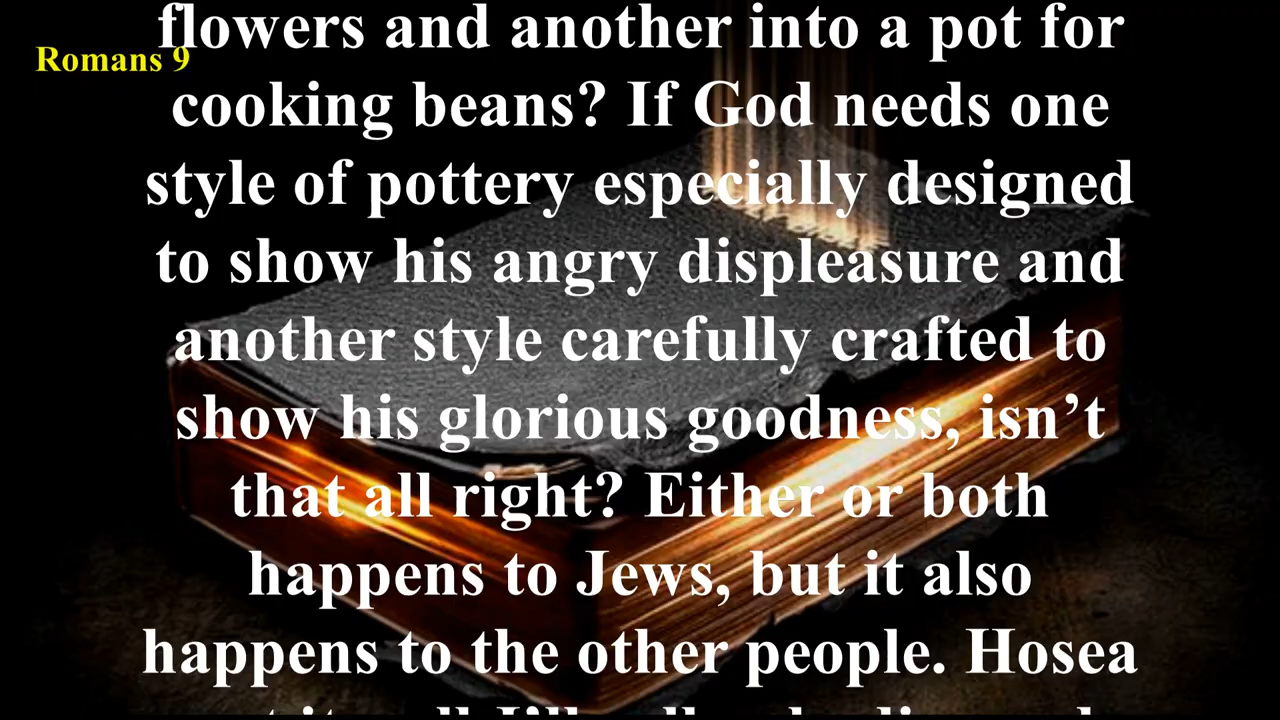 flowers and another into a pot for
Romans 9
cooking beans? If God needs one
style of pottery especially designed
to show his angry displeasure and
another style carefully crafted to
show his glorious goodness, isn’t
that all right? Either or both
happens to Jews, but it also
happens to the other people. Hosea